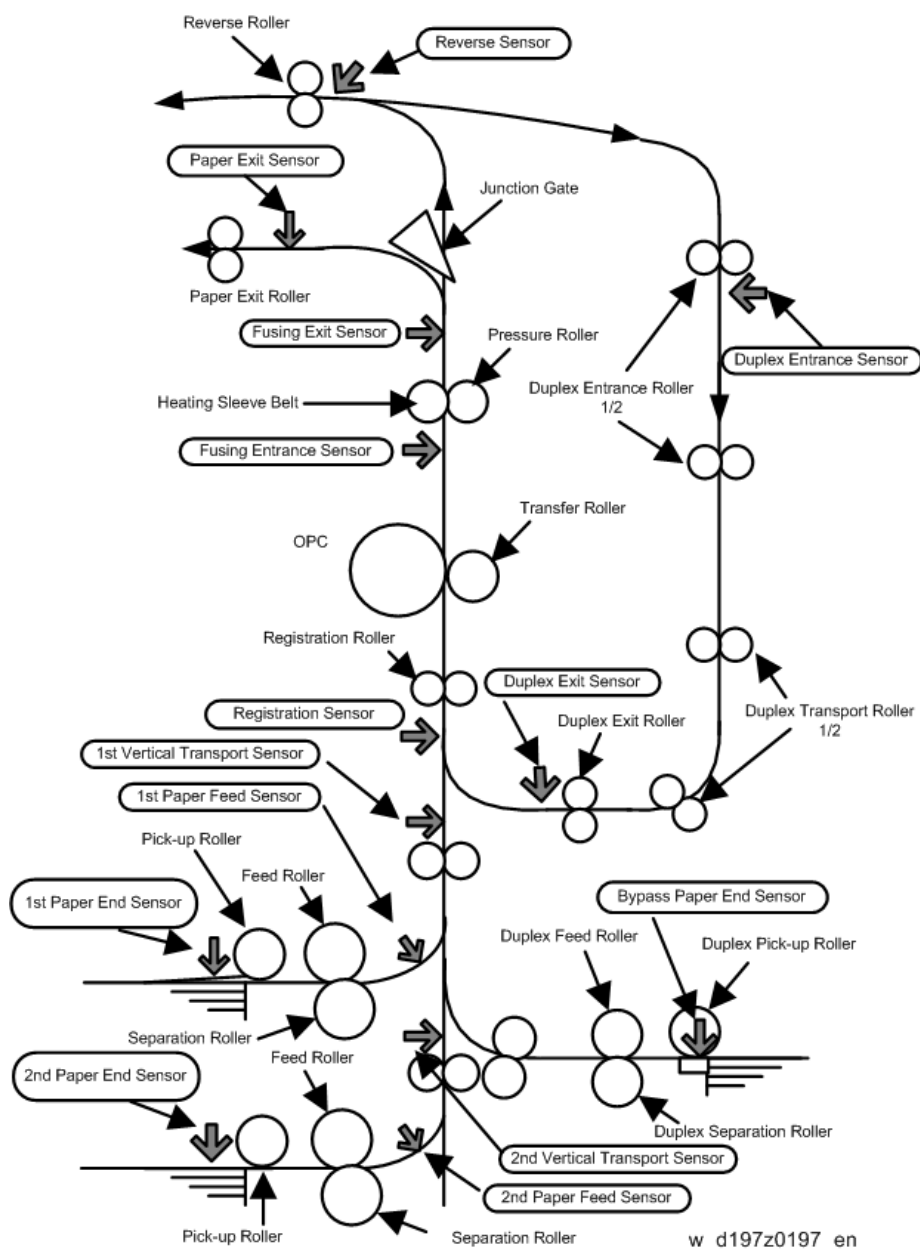 Reverse Roller
Reverse Sensor
Paper Exit Sensor
Junction Gate
Paper Exit Roller
Fusing Exit Sensor
Pressure Roller
Duplex Entrance Sensor
Duplex Entrance Roller
1/2
Heating Sleeve Belt
Fusing Entrance Sensor
Transfer Roller
OPC
Registration Roller
Duplex Exit Sensor
Registration Sensor
Duplex Exit Roller
Duplex Transport Roller
1/2
1st Vertical Transport Sensor
1st Paper Feed Sensor
Pick-up Roller
Feed Roller
1st Paper End Sensor
Bypass Paper End Sensor
Duplex Feed Roller
Duplex Pick-up Roller
Separation Roller
Feed Roller
2nd Paper End Sensor
Duplex Separation Roller
2nd Vertical Transport Sensor
2nd Paper Feed Sensor
Pick-up Roller
Separation Roller
w_d197z0197_en